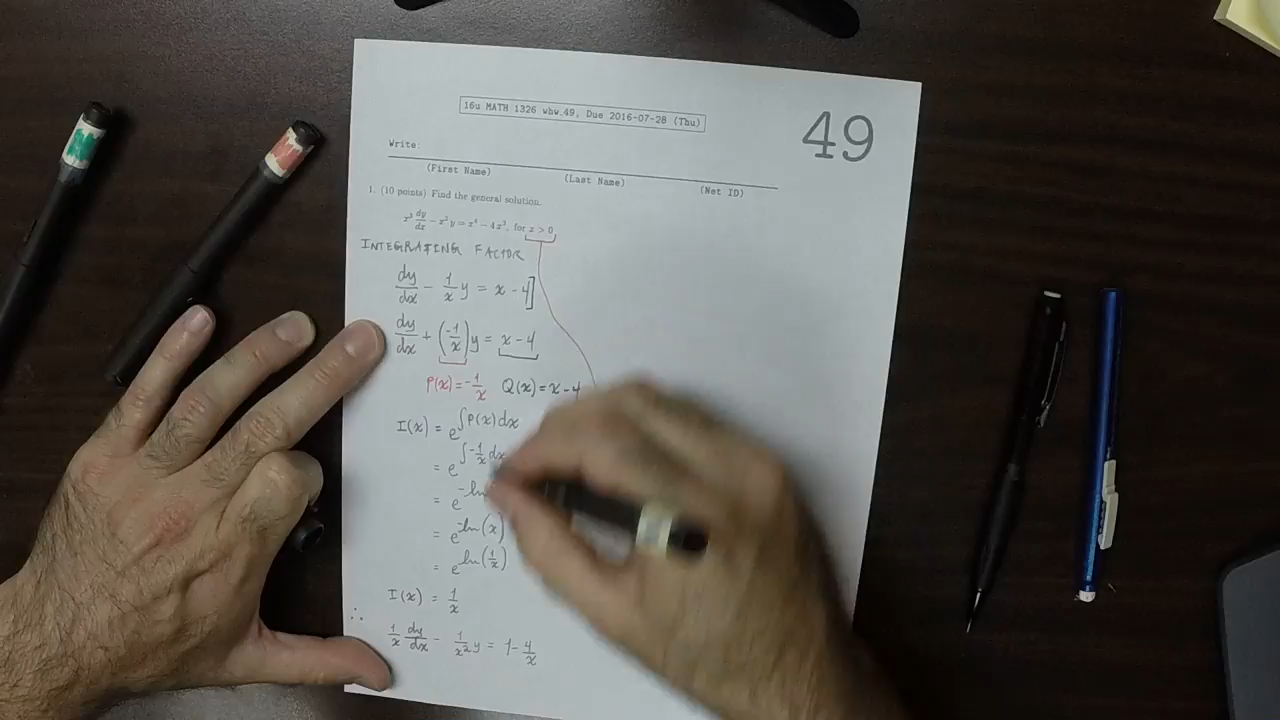 16u MATH 1326 whw.49, Due 2016-07-28 (Thu)
49
Write:
(First Name) (Last Name) (Net ID)
1. (10 points) Find the general solution.
x³ dy/dx − x² y = x⁴ − 4x³, for x > 0
INTEGRATING FACTOR
dy/dx − 1/x y = x − 4]
dy/dx + (−1/x) y = x − 4
P(x) = −1/x Q(x) = x − 4
I(x) = e^∫P(x)dx
= e^∫−1/x dx
= e^−ln
= e^−ln(x)
= e^ln(1/x)
I(x) = 1/x
∴
1/x dy/dx − 1/x² y = 1 − 4/x